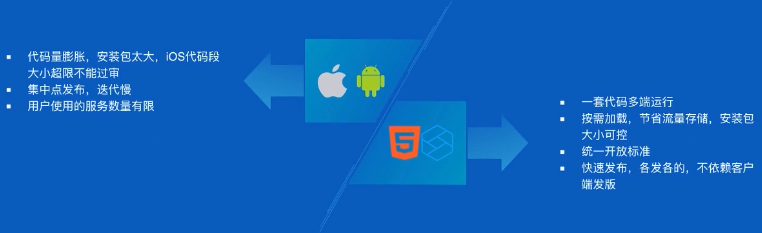 代码量膨胀，安装包太大，iOS代码段
大小超限不能过审
集中点发布，迭代慢
用户使用的服务数量有限
一套代码多端运行
按需加载，节省流量存储，安装包
大小可控
统一开放标准
快速发布，各发各的，不依赖客户
端发版